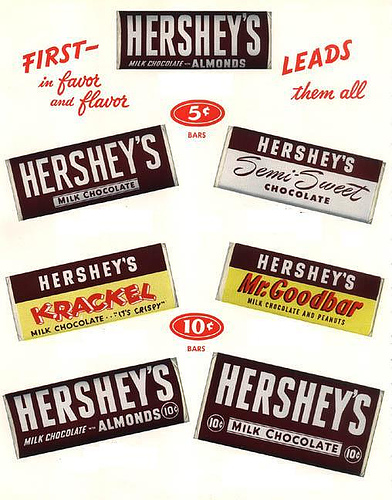 HERSHEY'S
MILK CHOCOLATE WITH ALMONDS
FIRST—
in favor
and flavor
LEADS
them all
5¢
BARS
HERSHEY'S
MILK CHOCOLATE
HERSHEY'S
Semi-Sweet
CHOCOLATE
HERSHEY'S
KRACKEL
MILK CHOCOLATE.."IT'S CRISPY"
HERSHEY'S
Mr. Goodbar
MILK CHOCOLATE AND PEANUTS
10¢
BARS
HERSHEY'S
MILK CHOCOLATE WITH ALMONDS 10¢
HERSHEY'S
10¢ MILK CHOCOLATE 10¢